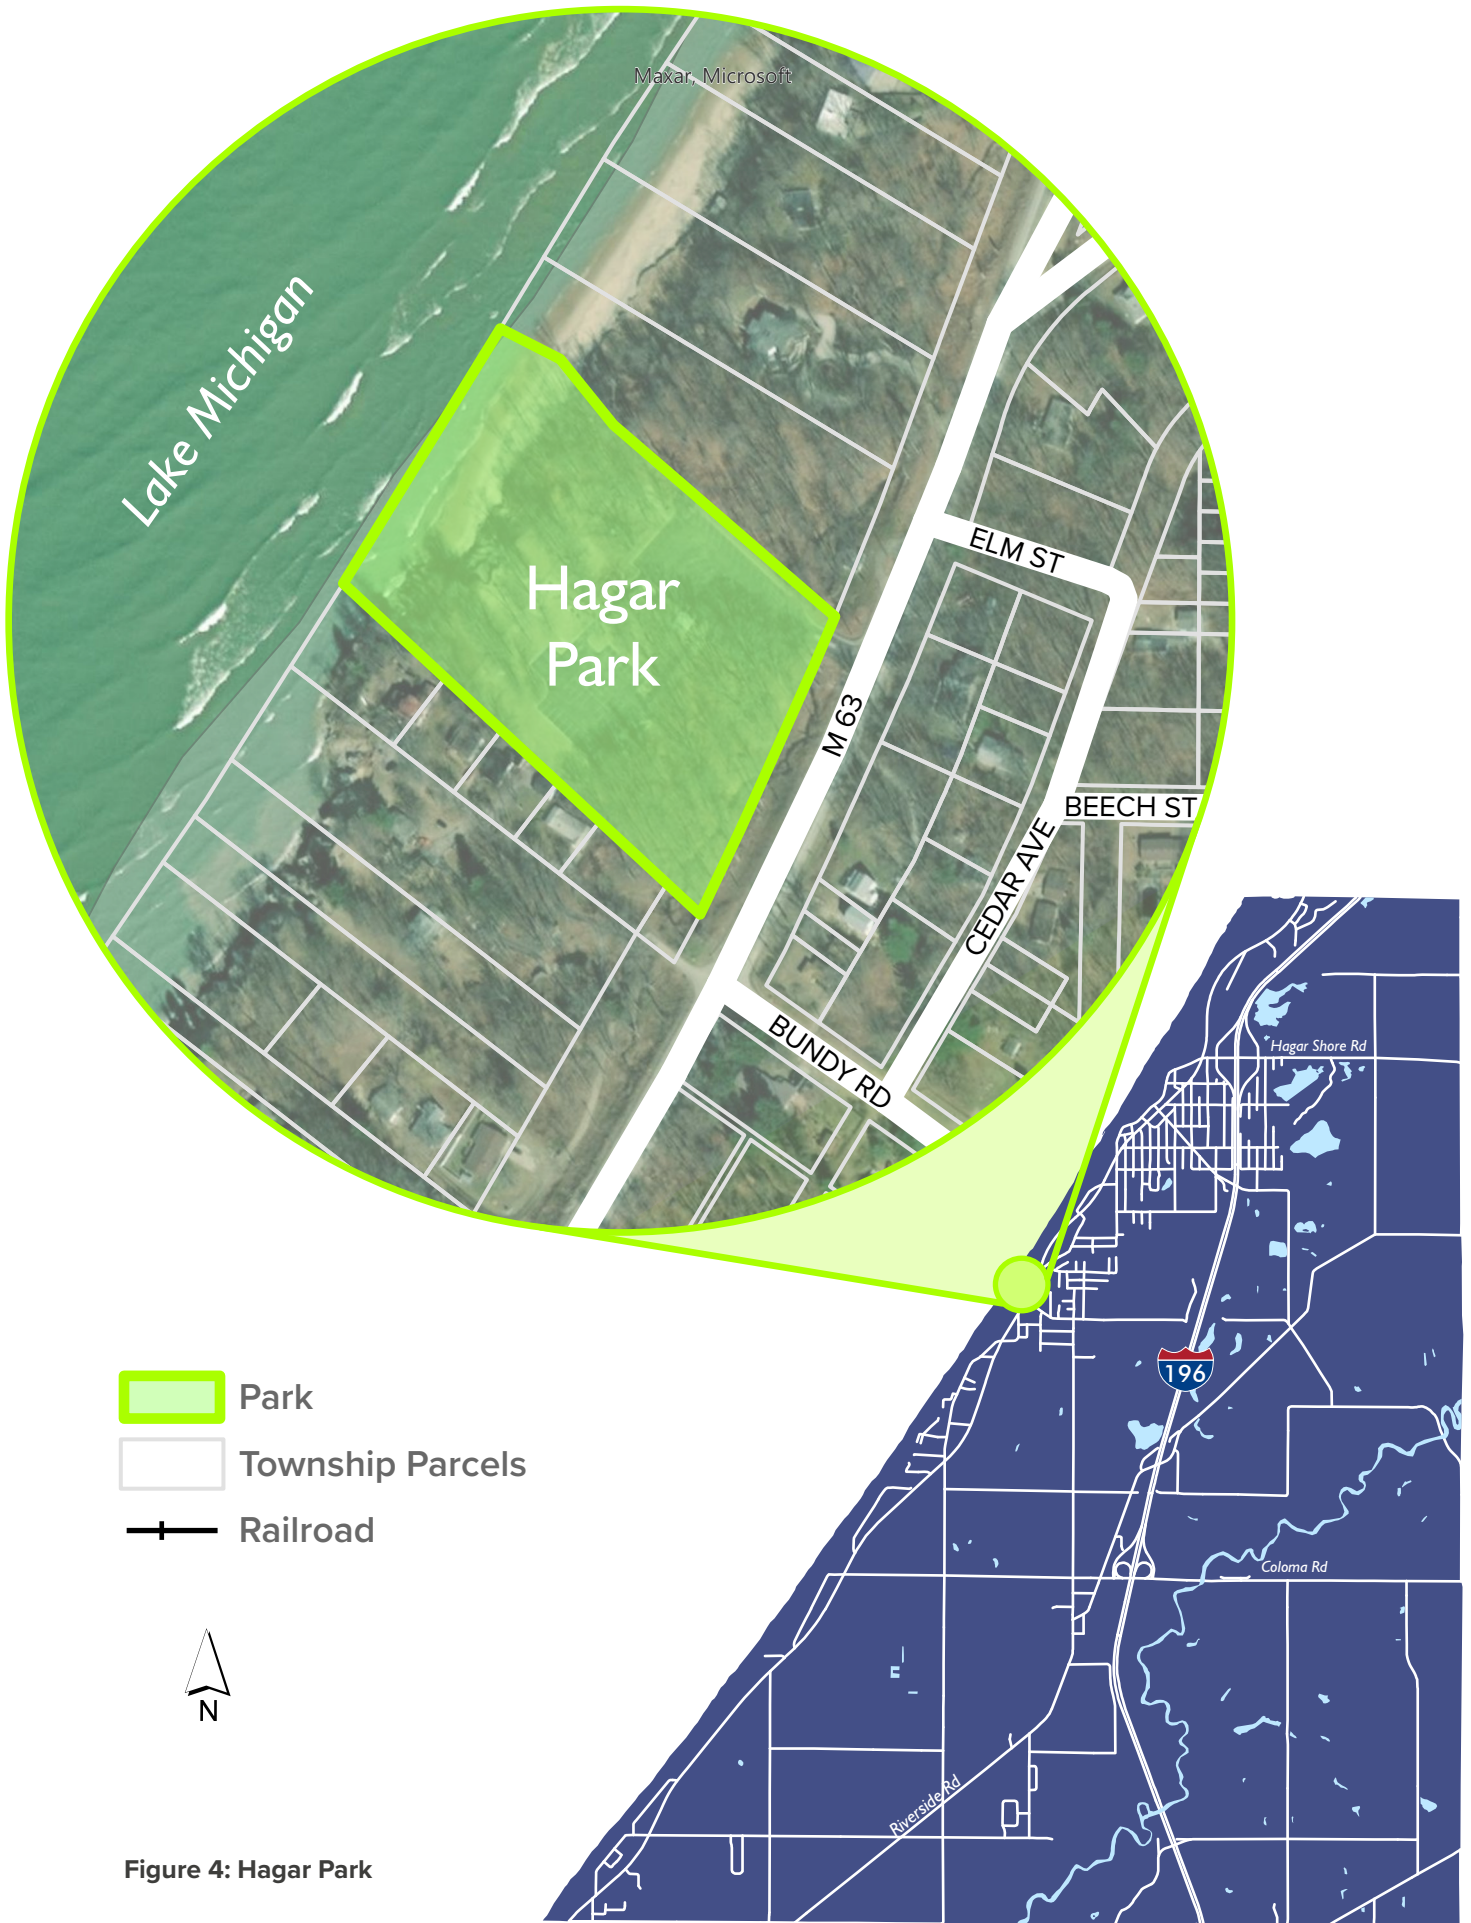 Maxar, Microsoft
Lake Michigan
Hagar
Park
ELM ST
M 63
BEECH ST
CEDAR AVE
BUNDY RD
Hagar Shore Rd
196
Park
Township Parcels
Railroad
Coloma Rd
N
Riverside Rd
Figure 4: Hagar Park